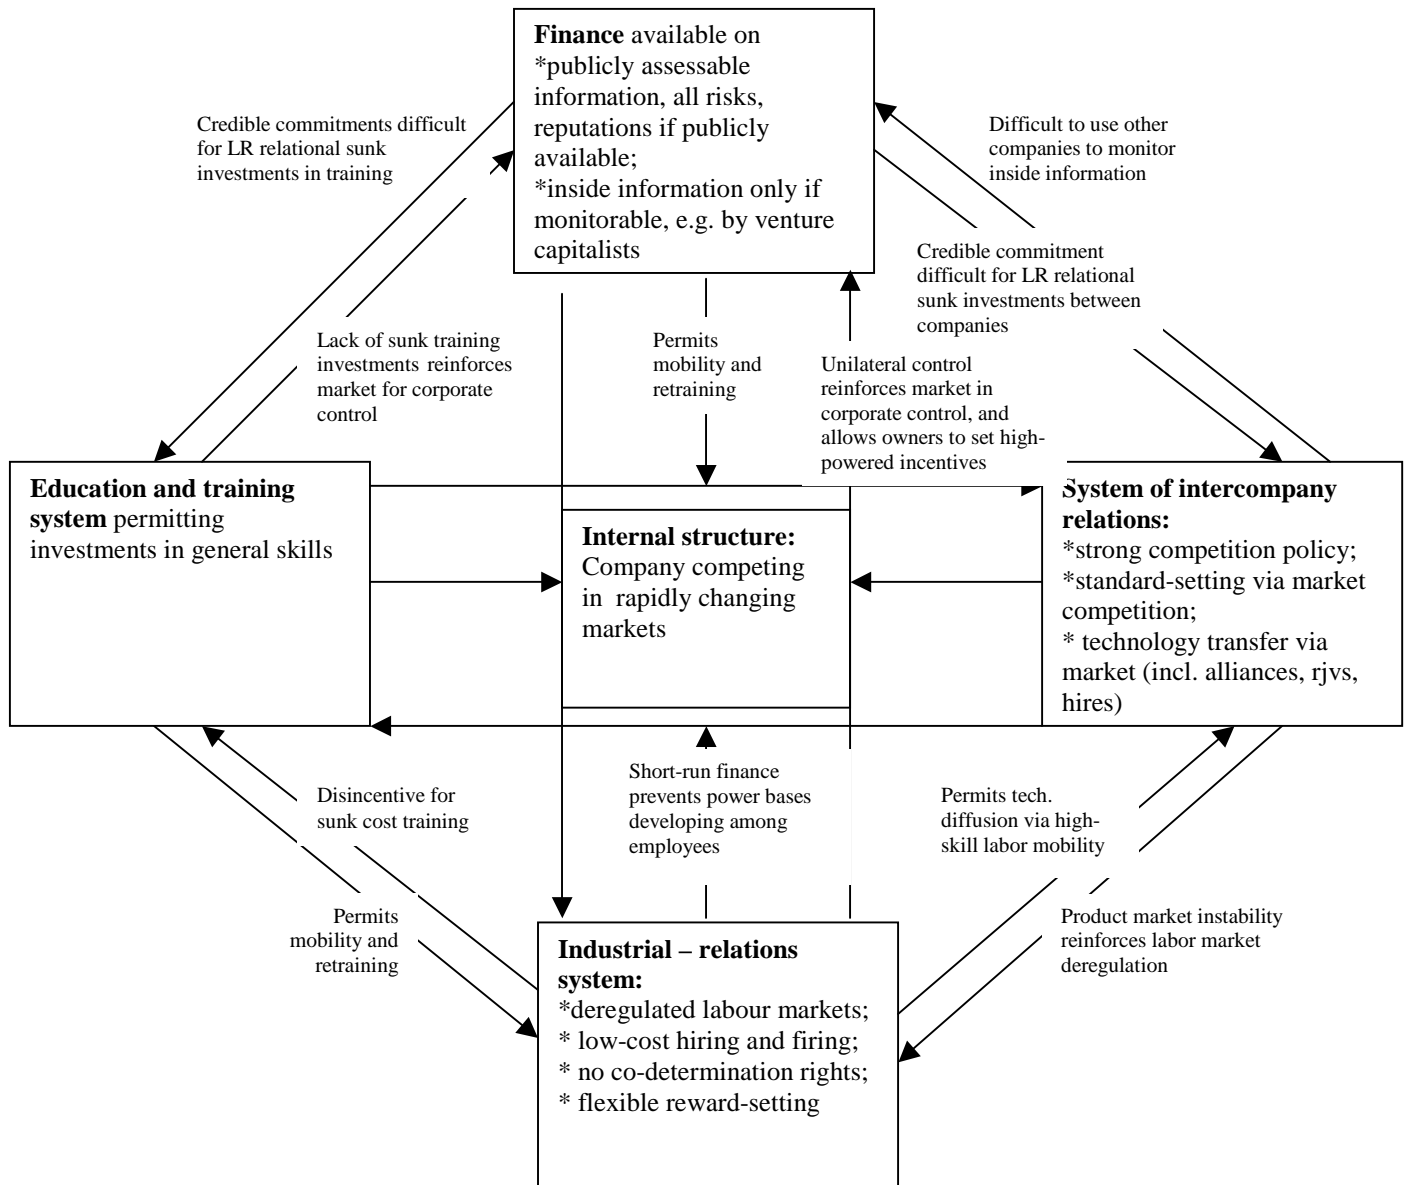 Finance available on
*publicly assessable
information, all risks,
reputations if publicly
available;
*inside information only if
monitorable, e.g. by venture
capitalists
Credible commitments difficult
for LR relational sunk
investments in training
Difficult to use other
companies to monitor
inside information
Credible commitment
difficult for LR relational
sunk investments between
companies
Lack of sunk training
investments reinforces
market for corporate
control
Permits
mobility and
retraining
Unilateral control
reinforces market in
corporate control, and
allows owners to set high-
powered incentives
Education and training
system permitting
investments in general skills
Internal structure:
Company competing
in rapidly changing
markets
System of intercompany
relations:
*strong competition policy;
*standard-setting via market
competition;
* technology transfer via
market (incl. alliances, rjvs,
hires)
Disincentive for
sunk cost training
Short-run finance
prevents power bases
developing among
employees
Permits tech.
diffusion via high-
skill labor mobility
Permits
mobility and
retraining
Product market instability
reinforces labor market
deregulation
Industrial – relations
system:
*deregulated labour markets;
* low-cost hiring and firing;
* no co-determination rights;
* flexible reward-setting